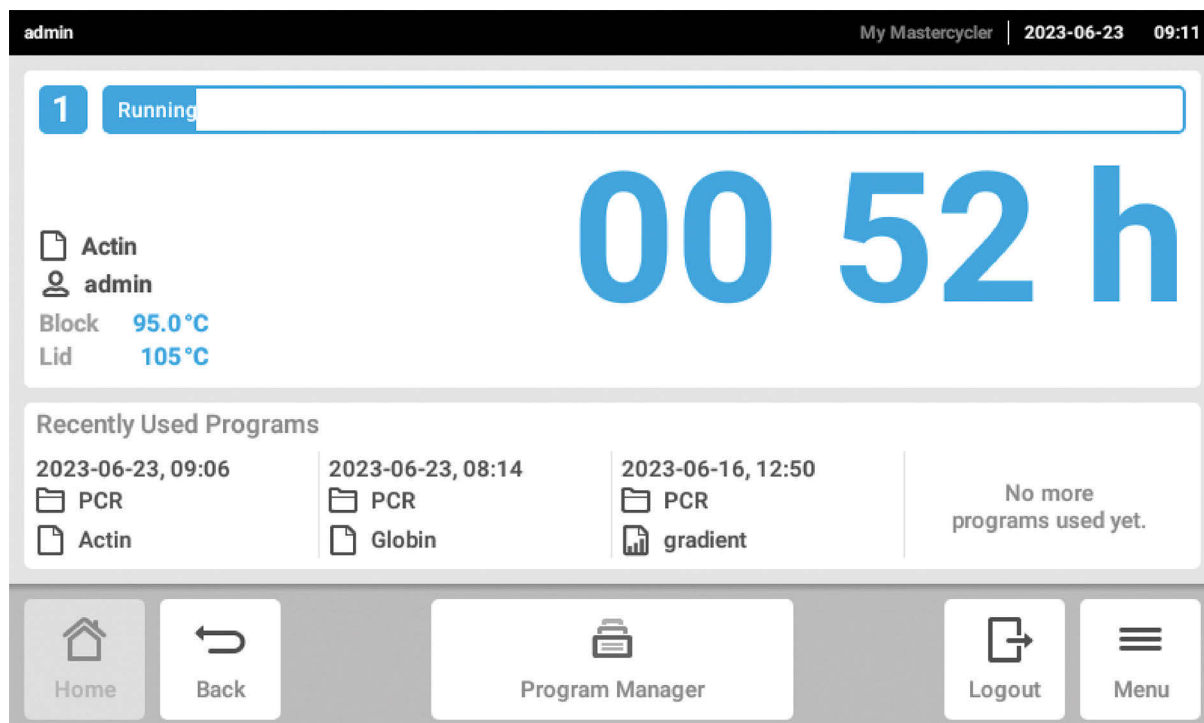 admin My Mastercycler 2023-06-23 09:11
1 Running
00 52 h
Actin
admin
Block 95.0°C
Lid 105°C
Recently Used Programs
2023-06-23, 09:06
PCR
Actin
2023-06-23, 08:14
PCR
Globin
2023-06-16, 12:50
PCR
gradient
No more
programs used yet.
Home Back Program Manager Logout Menu